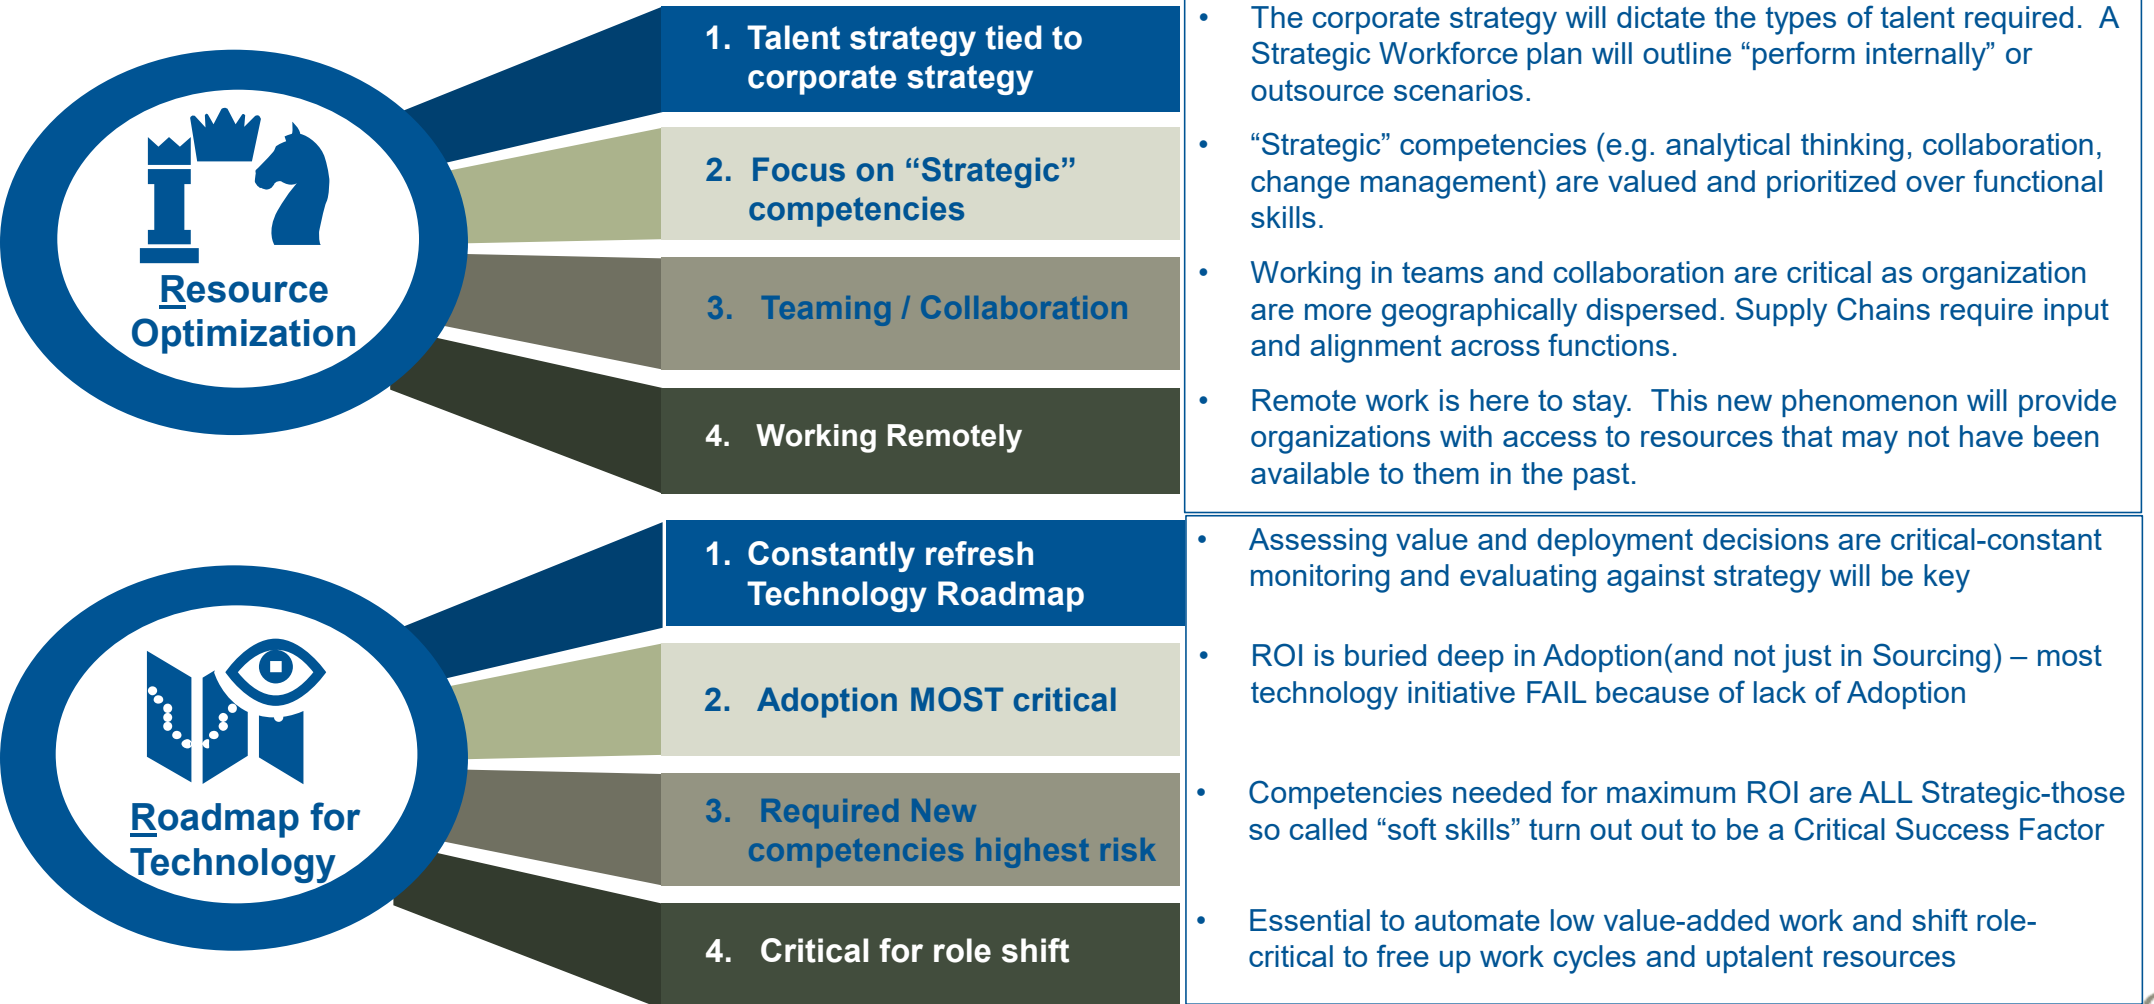 Resource
Optimization
1. Talent strategy tied to
corporate strategy
2. Focus on “Strategic”
competencies
3. Teaming / Collaboration
4. Working Remotely
• The corporate strategy will dictate the types of talent required. A
Strategic Workforce plan will outline “perform internally” or
outsource scenarios.
• “Strategic” competencies (e.g. analytical thinking, collaboration,
change management) are valued and prioritized over functional
skills.
• Working in teams and collaboration are critical as organization
are more geographically dispersed. Supply Chains require input
and alignment across functions.
• Remote work is here to stay. This new phenomenon will provide
organizations with access to resources that may not have been
available to them in the past.
Roadmap for
Technology
1. Constantly refresh
Technology Roadmap
2. Adoption MOST critical
3. Required New
competencies highest risk
4. Critical for role shift
• Assessing value and deployment decisions are critical-constant
monitoring and evaluating against strategy will be key
• ROI is buried deep in Adoption(and not just in Sourcing) – most
technology initiative FAIL because of lack of Adoption
• Competencies needed for maximum ROI are ALL Strategic-those
so called “soft skills” turn out out to be a Critical Success Factor
• Essential to automate low value-added work and shift role-
critical to free up work cycles and uptalent resources